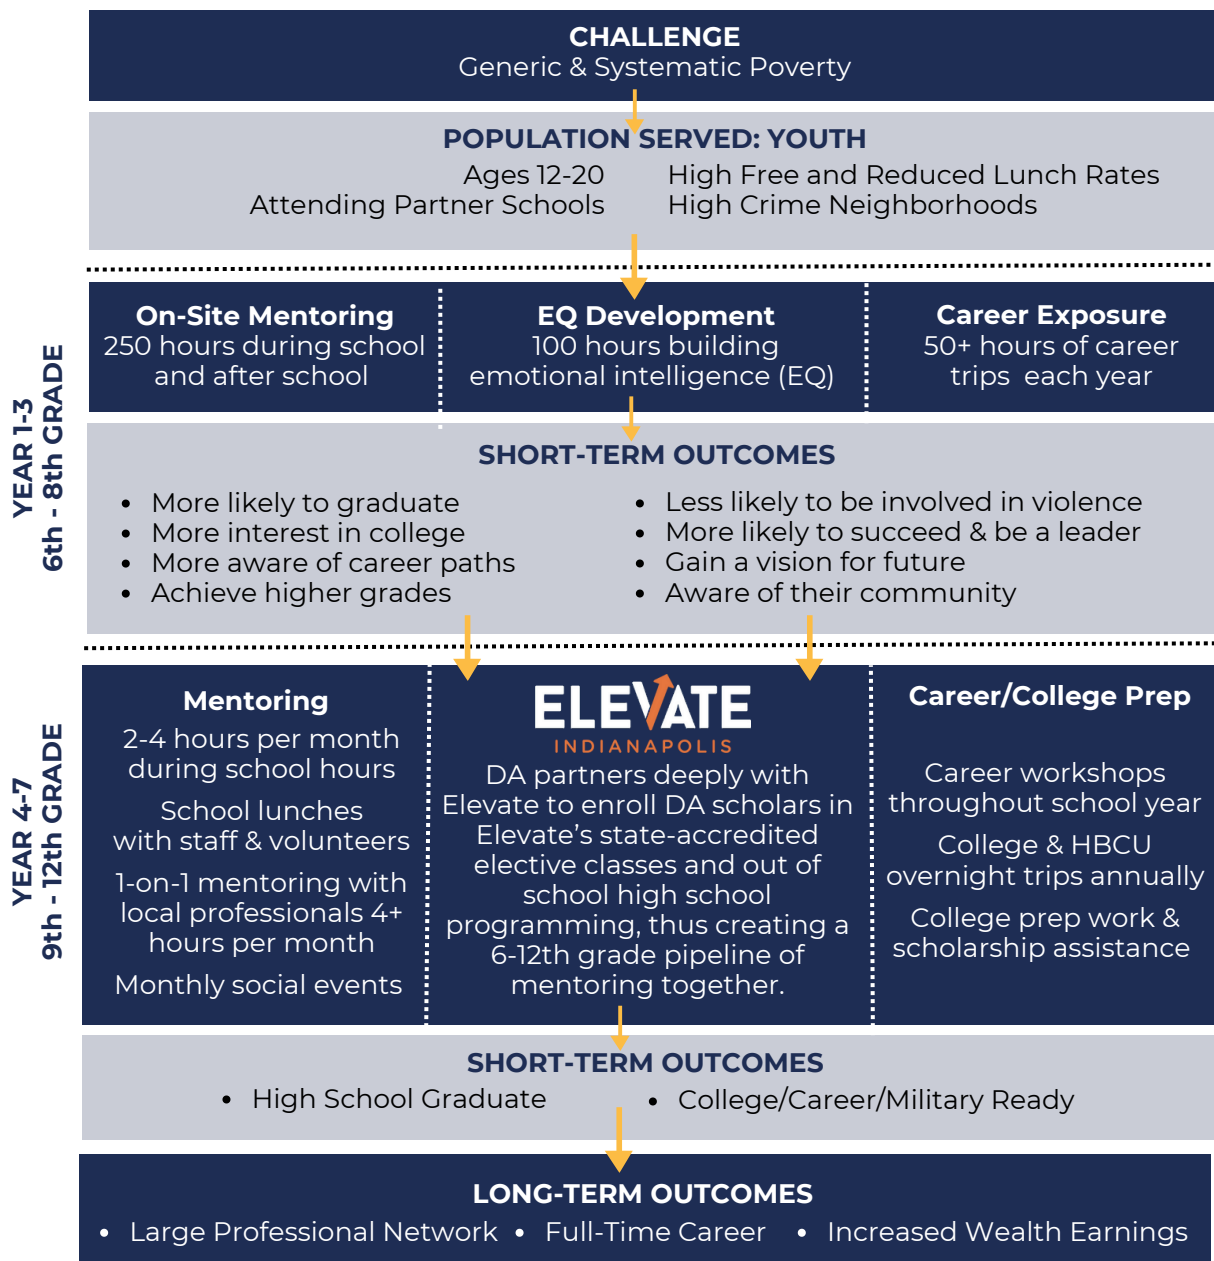 CHALLENGE
Generic & Systematic Poverty
POPULATION SERVED: YOUTH
Ages 12-20
Attending Partner Schools
High Free and Reduced Lunch Rates
High Crime Neighborhoods
YEAR 1-3
6th - 8th GRADE
On-Site Mentoring
250 hours during school
and after school
EQ Development
100 hours building
emotional intelligence (EQ)
Career Exposure
50+ hours of career
trips each year
SHORT-TERM OUTCOMES
• More likely to graduate
• More interest in college
• More aware of career paths
• Achieve higher grades
• Less likely to be involved in violence
• More likely to succeed & be a leader
• Gain a vision for future
• Aware of their community
YEAR 4-7
9th - 12th GRADE
Mentoring
2-4 hours per month
during school hours
School lunches
with staff & volunteers
1-on-1 mentoring with
local professionals 4+
hours per month
Monthly social events
ELEVATE
INDIANAPOLIS
DA partners deeply with
Elevate to enroll DA scholars in
Elevate's state-accredited
elective classes and out of
school high school
programming, thus creating a
6-12th grade pipeline of
mentoring together.
Career/College Prep
Career workshops
throughout school year
College & HBCU
overnight trips annually
College prep work &
scholarship assistance
SHORT-TERM OUTCOMES
• High School Graduate
• College/Career/Military Ready
LONG-TERM OUTCOMES
• Large Professional Network • Full-Time Career • Increased Wealth Earnings